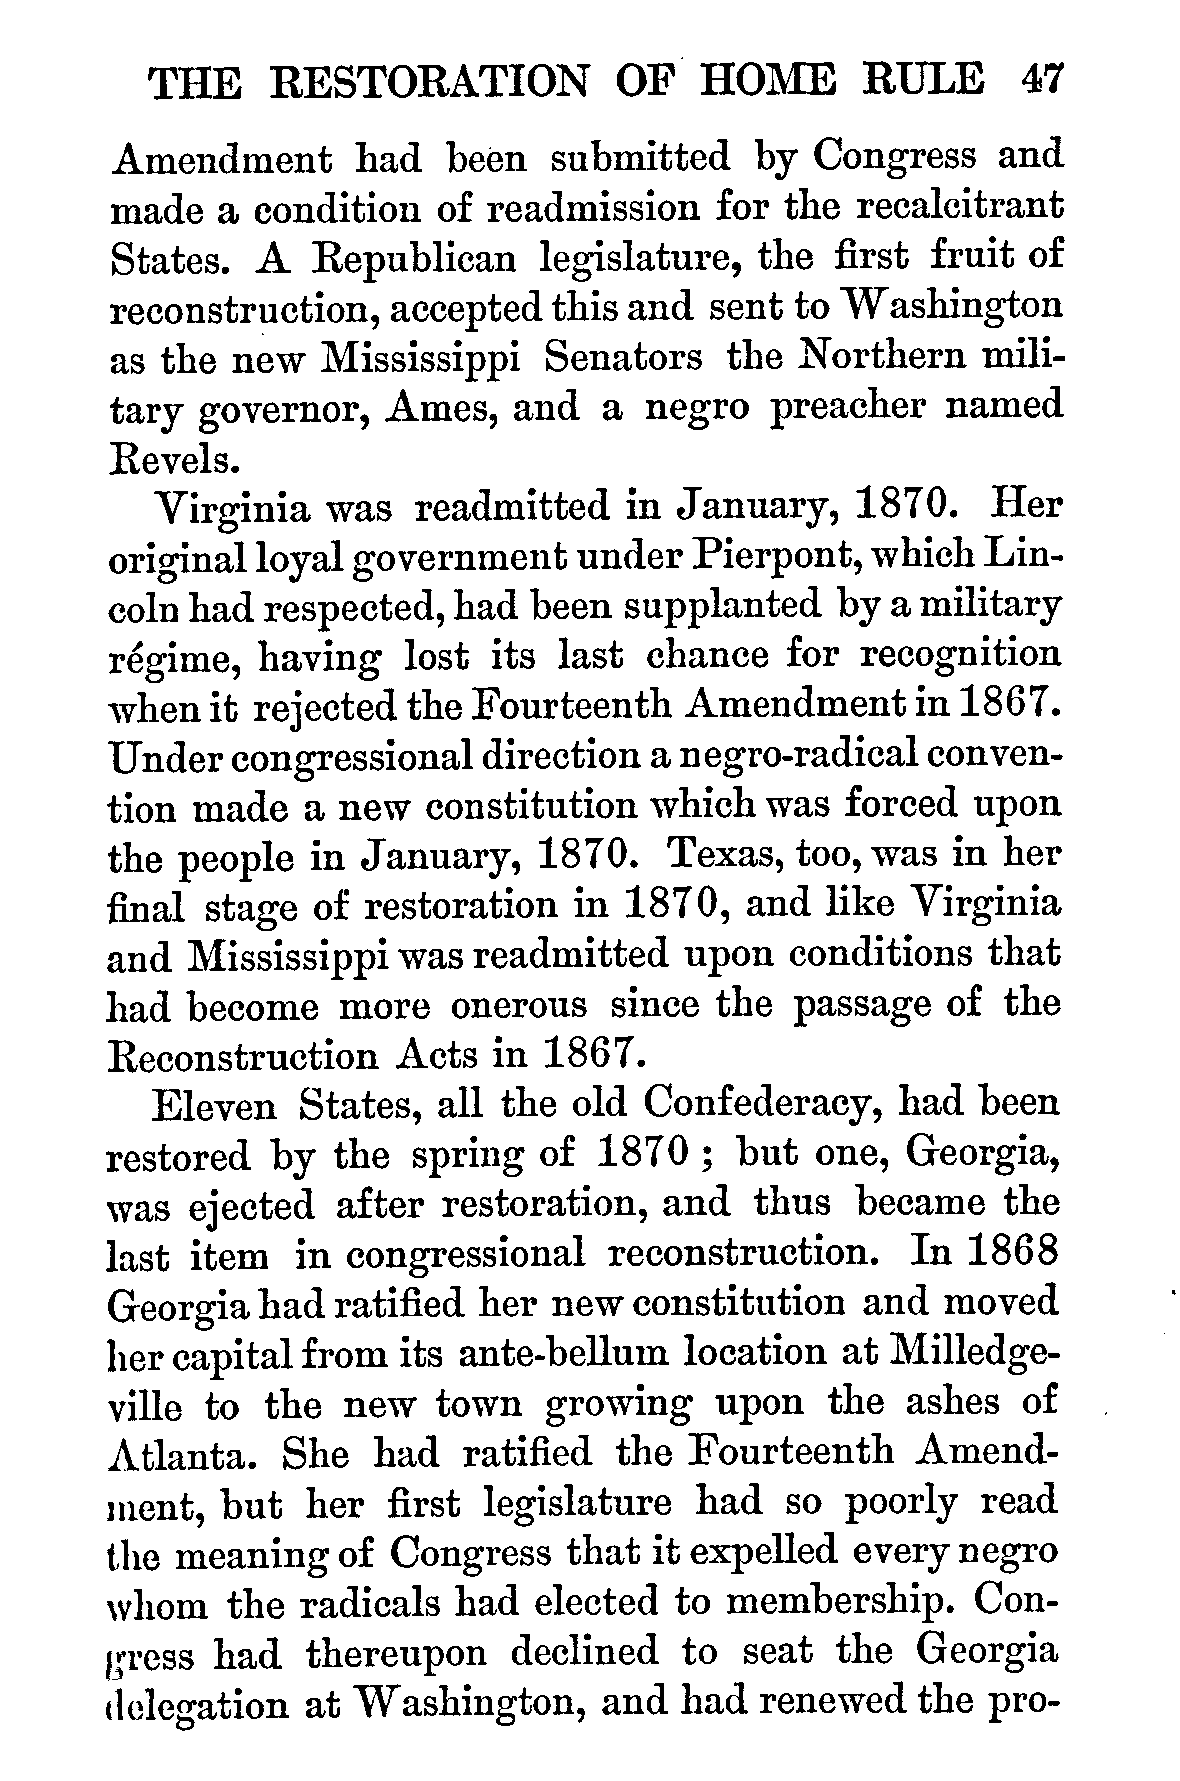 THE RESTORATION OF HOME RULE 47
Amendment had been submitted by Congress and
made a condition of readmission for the recalcitrant
States. A Republican legislature, the first fruit of
reconstruction, accepted this and sent to Washington
as the new Mississippi Senators the Northern mili-
tary governor, Ames, and a negro preacher named
Revels.
Virginia was readmitted in January, 1870. Her
original loyal government under Pierpont, which Lin-
coln had respected, had been supplanted by a military
régime, having lost its last chance for recognition
when it rejected the Fourteenth Amendment in 1867.
Under congressional direction a negro-radical conven-
tion made a new constitution which was forced upon
the people in January, 1870. Texas, too, was in her
final stage of restoration in 1870, and like Virginia
and Mississippi was readmitted upon conditions that
had become more onerous since the passage of the
Reconstruction Acts in 1867.
Eleven States, all the old Confederacy, had been
restored by the spring of 1870 ; but one, Georgia,
was ejected after restoration, and thus became the
last item in congressional reconstruction. In 1868
Georgia had ratified her new constitution and moved
her capital from its ante-bellum location at Milledge-
ville to the new town growing upon the ashes of
Atlanta. She had ratified the Fourteenth Amend-
ment, but her first legislature had so poorly read
the meaning of Congress that it expelled every negro
whom the radicals had elected to membership. Con-
gress had thereupon declined to seat the Georgia
delegation at Washington, and had renewed the pro-